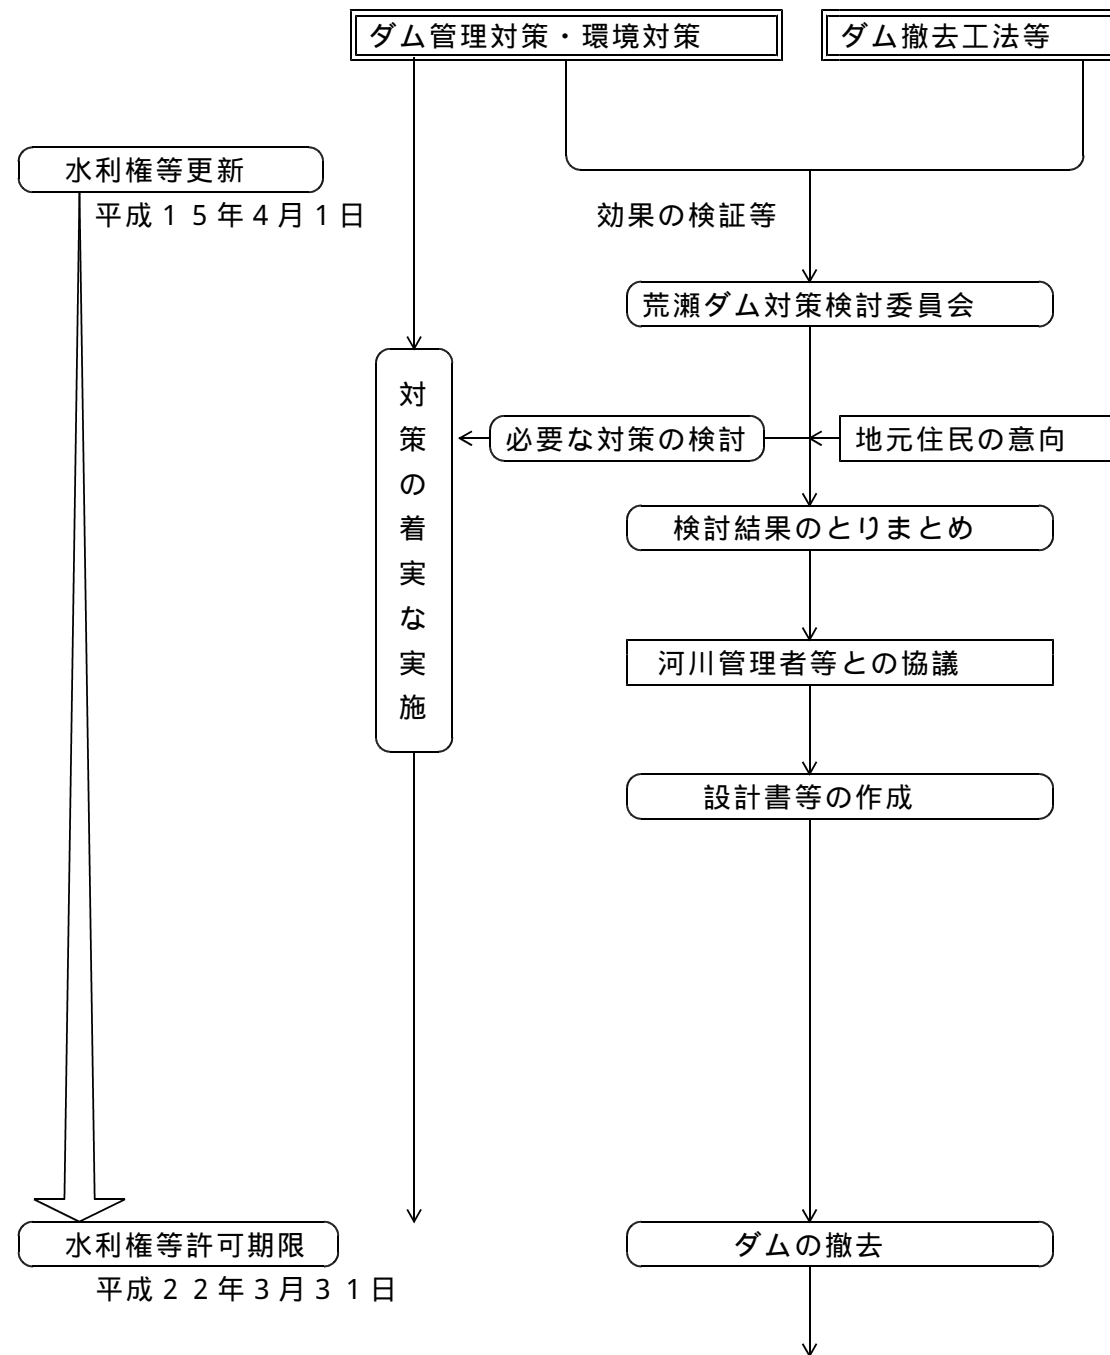 ダム管理対策・環境対策
ダム撤去工法等
水利権等更新
平成１５年４月１日
効果の検証等
荒瀬ダム対策検討委員会
対策の着実な実施
必要な対策の検討
地元住民の意向
検討結果のとりまとめ
河川管理者等との協議
設計書等の作成
水利権等許可期限
ダムの撤去
平成２２年３月３１日